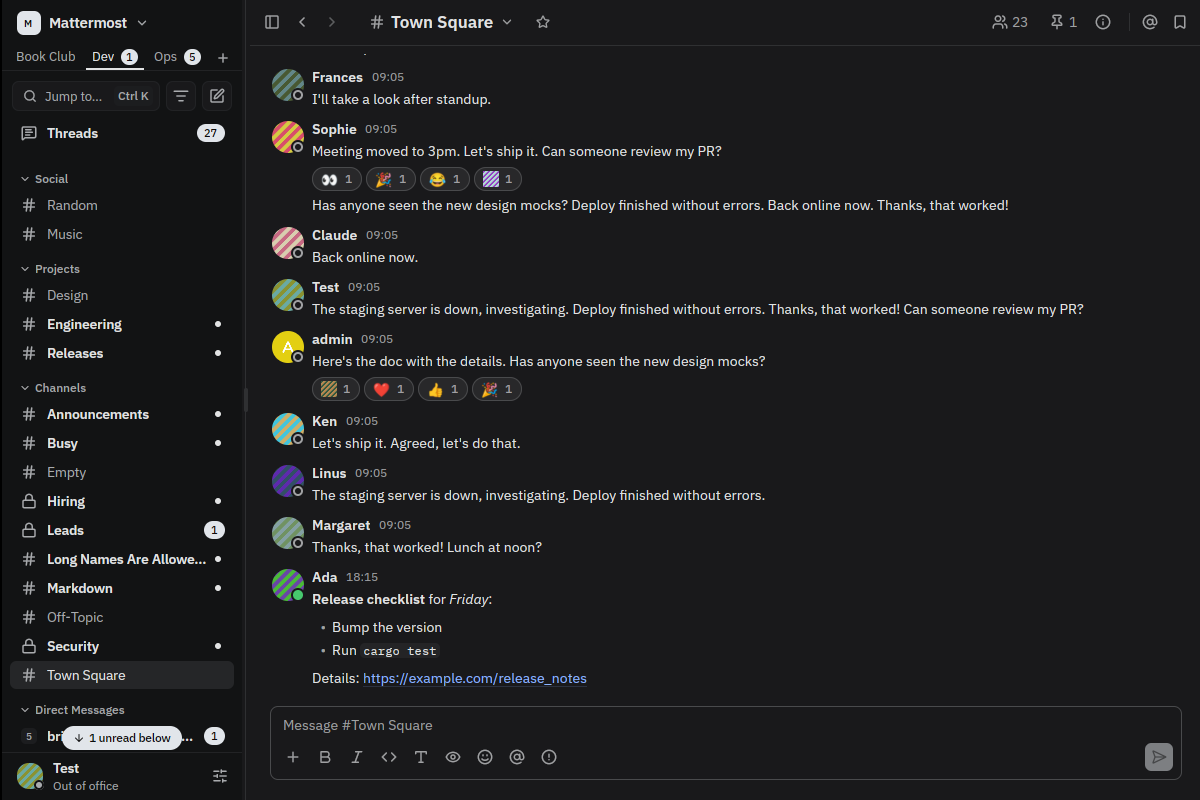 M Mattermost
Book Club Dev 1 Ops 5 +
Jump to... Ctrl K
Threads 27
Social
# Random
# Music
Projects
# Design
# Engineering
# Releases
Channels
# Announcements
# Busy
# Empty
Hiring
Leads 1
# Long Names Are Allowe...
# Markdown
# Off-Topic
Security
# Town Square
Direct Messages
5 bri ... 1
1 unread below
Test
Out of office
# Town Square
23
1
Frances 09:05
I'll take a look after standup.
Sophie 09:05
Meeting moved to 3pm. Let's ship it. Can someone review my PR?
👀 1 🎉 1 😂 1 1
Has anyone seen the new design mocks? Deploy finished without errors. Back online now. Thanks, that worked!
Claude 09:05
Back online now.
Test 09:05
The staging server is down, investigating. Deploy finished without errors. Thanks, that worked! Can someone review my PR?
A admin 09:05
Here's the doc with the details. Has anyone seen the new design mocks?
1 ❤️ 1 👍 1 🎉 1
Ken 09:05
Let's ship it. Agreed, let's do that.
Linus 09:05
The staging server is down, investigating. Deploy finished without errors.
Margaret 09:05
Thanks, that worked! Lunch at noon?
Ada 18:15
Release checklist for Friday:
• Bump the version
• Run cargo test
Details: https://example.com/release_notes
Message #Town Square